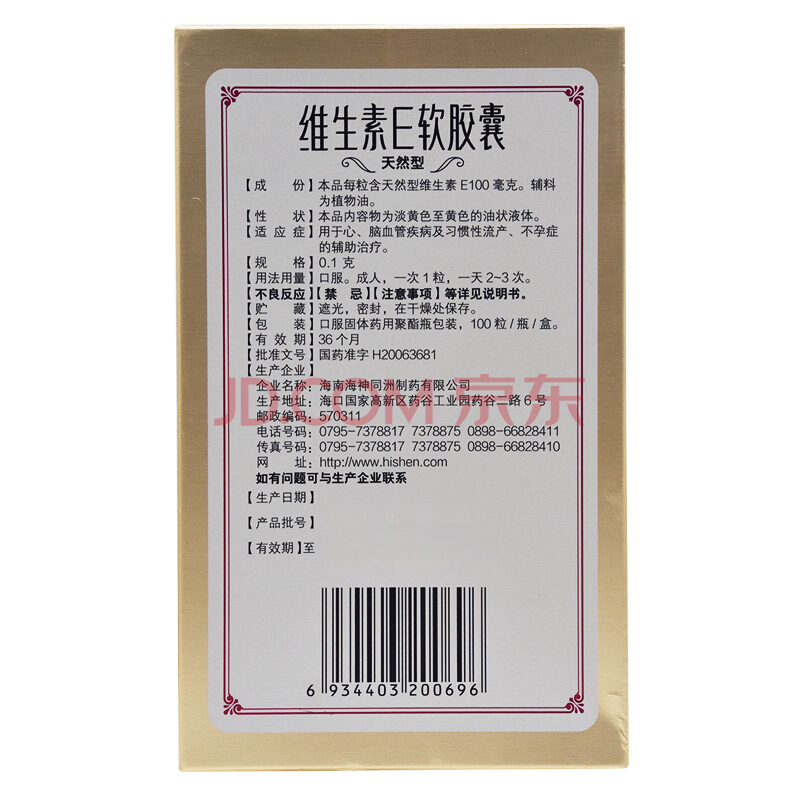 维生素E软胶囊
天然型
【成　份】本品每粒含天然型维生素 E100 毫克。辅料
为植物油。
【性　状】本品内容物为淡黄色至黄色的油状液体。
【适 应 症】用于心、脑血管疾病及习惯性流产、不孕症
的辅助治疗。
【规　格】0.1 克
【用法用量】口服。成人，一次 1 粒，一天 2~3 次。
【不良反应】【禁　忌】【注意事项】等详见说明书。
【贮　藏】遮光，密封，在干燥处保存。
【包　装】口服固体药用聚酯瓶包装，100 粒 / 瓶 / 盒。
【有 效 期】36 个月
【批准文号】国药准字 H20063681
【生产企业】
企业名称：海南海神同洲制药有限公司
生产地址：海口国家高新区药谷工业园药谷二路 6 号
JD.COM 京东
邮政编码：570311
电话号码：0795-7378817 7378875 0898-66828411
传真号码：0795-7378817 7378875 0898-66828410
网　址：http://www.hishen.com
如有问题可与生产企业联系
【生产日期】
【产品批号】
【有效期】至
6 934403 200696